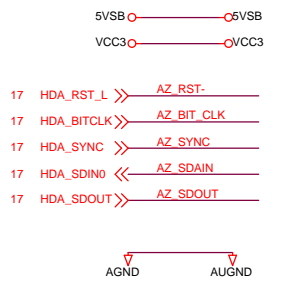 5VSB 5VSB
VCC3 VCC3
17 HDA_RST_L AZ_RST-
17 HDA_BITCLK AZ_BIT_CLK
17 HDA_SYNC AZ_SYNC
17 HDA_SDIN0 AZ_SDAIN
17 HDA_SDOUT AZ_SDOUT
AGND AUGND